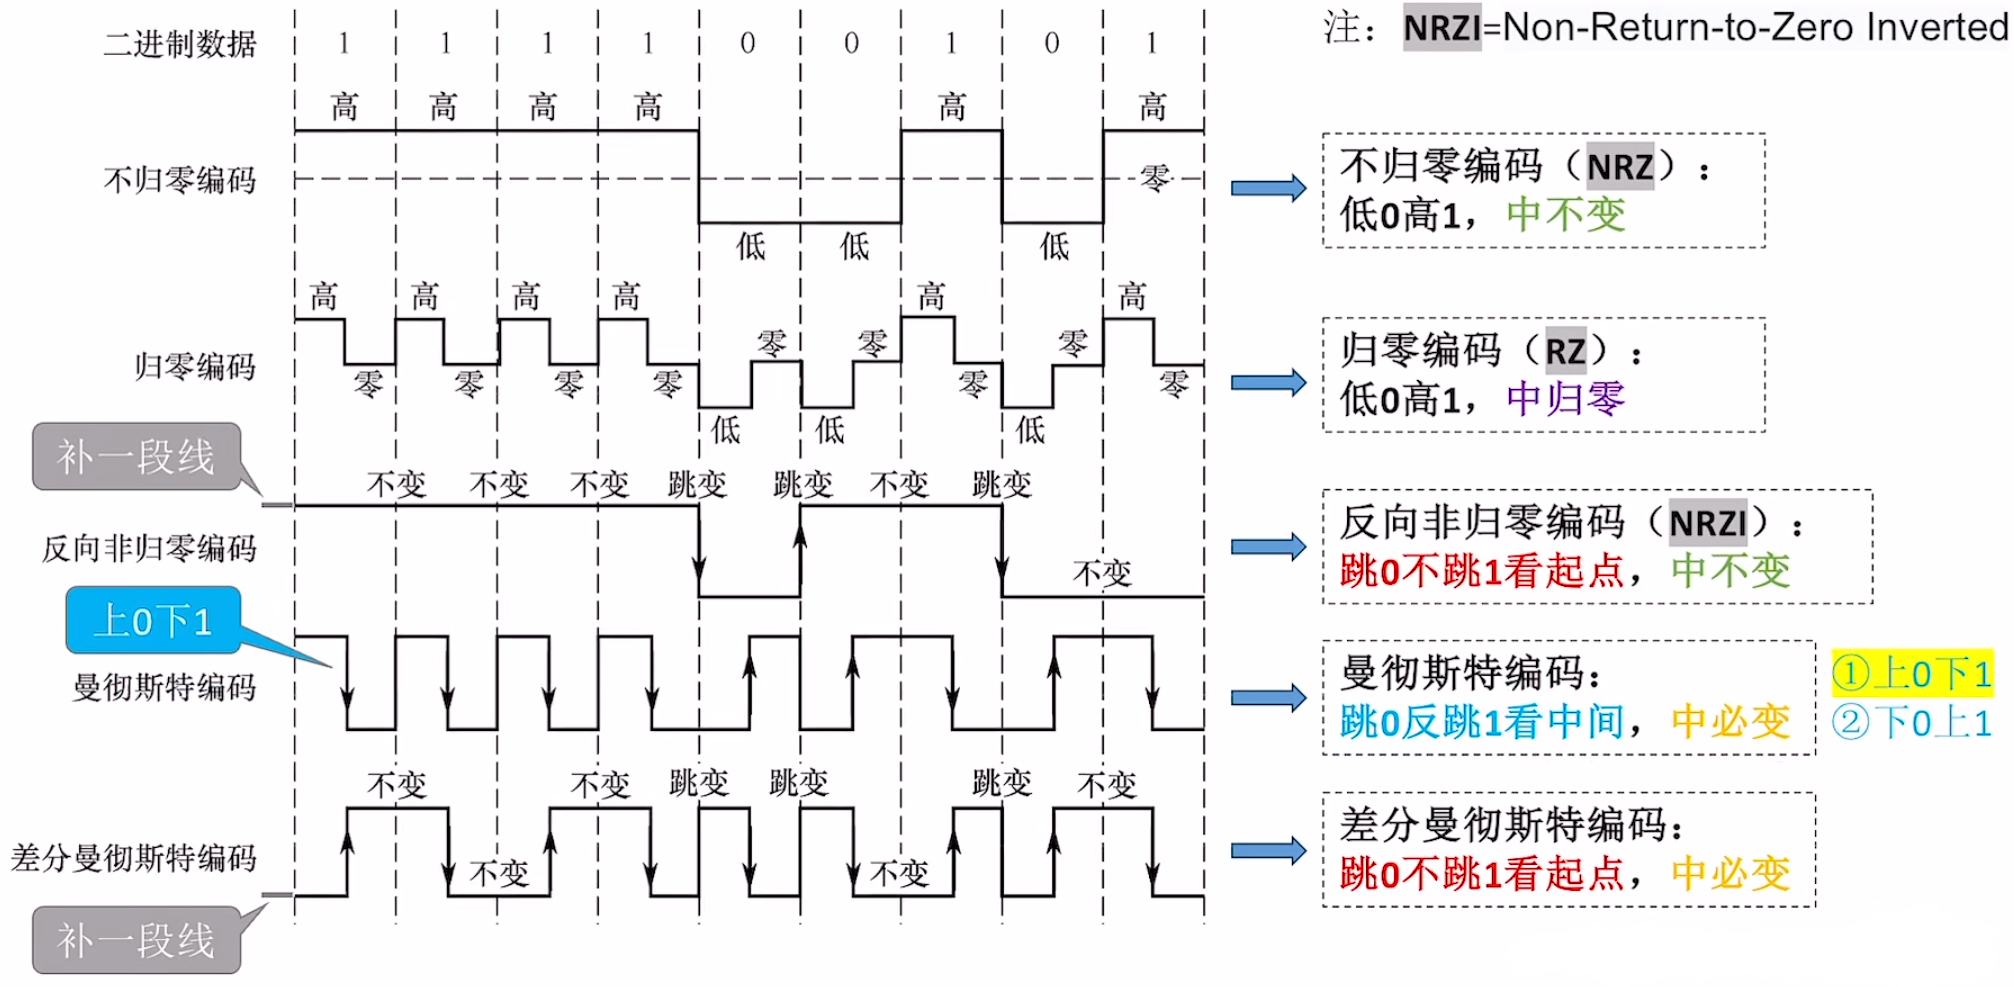 二进制数据 1 1 1 1 0 0 1 0 1
注：NRZI=Non-Return-to-Zero Inverted
高 高 高 高 高 高
不归零编码
零
低 低 低
不归零编码（NRZ）：
低0高1，中不变
高 高 高 高 高 高
零 零 零
归零编码
零 零 零 零 零 零
低 低 低
归零编码（RZ）：
低0高1，中归零
补一段线
不变 不变 不变 跳变 跳变 不变 跳变
反向非归零编码
不变
反向非归零编码（NRZI）：
跳0不跳1看起点，中不变
上0下1
曼彻斯特编码
曼彻斯特编码：
跳0反跳1看中间，中必变
①上0下1
②下0上1
不变 不变 跳变 跳变 跳变 不变
差分曼彻斯特编码
不变 不变
差分曼彻斯特编码：
跳0不跳1看起点，中必变
补一段线